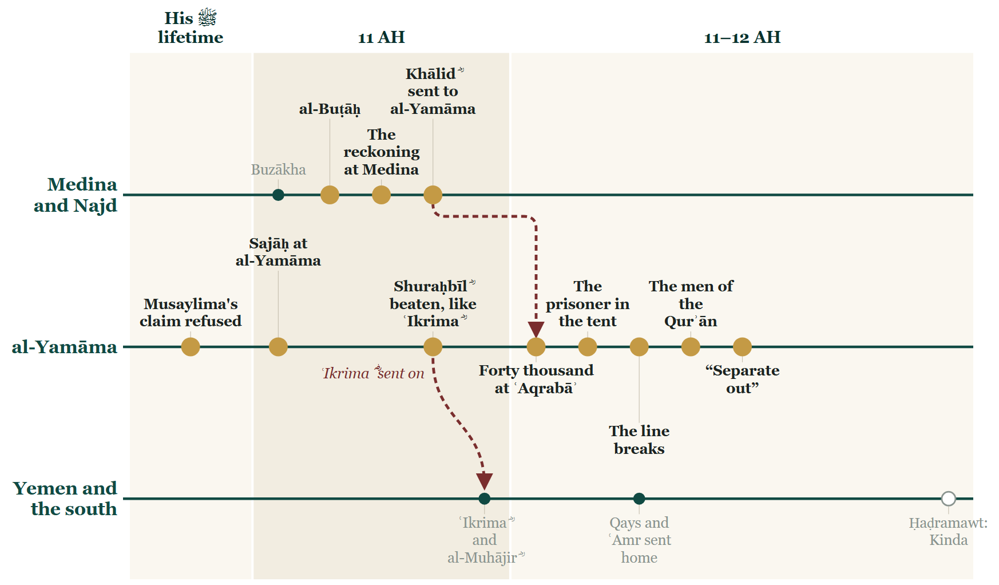 His ﷺ
lifetime
11 AH
11–12 AH
Khālid ؓ
sent to
al-Yamāma
al-Buṭāḥ
The
reckoning
at Medina
Buzākha
Medina
and Najd
Sajāḥ at
al-Yamāma
Musaylima's
claim refused
Shuraḥbīl ؓ
beaten, like
ʿIkrima ؓ
The
prisoner in
the tent
The men of
the
Qurʾān
al-Yamāma
ʿIkrima ؓ sent on
Forty thousand
at ʿAqrabāʾ
“Separate
out”
The line
breaks
Yemen and
the south
ʿIkrima ؓ
and
al-Muhājir ؓ
Qays and
ʿAmr sent
home
Ḥaḍramawt:
Kinda